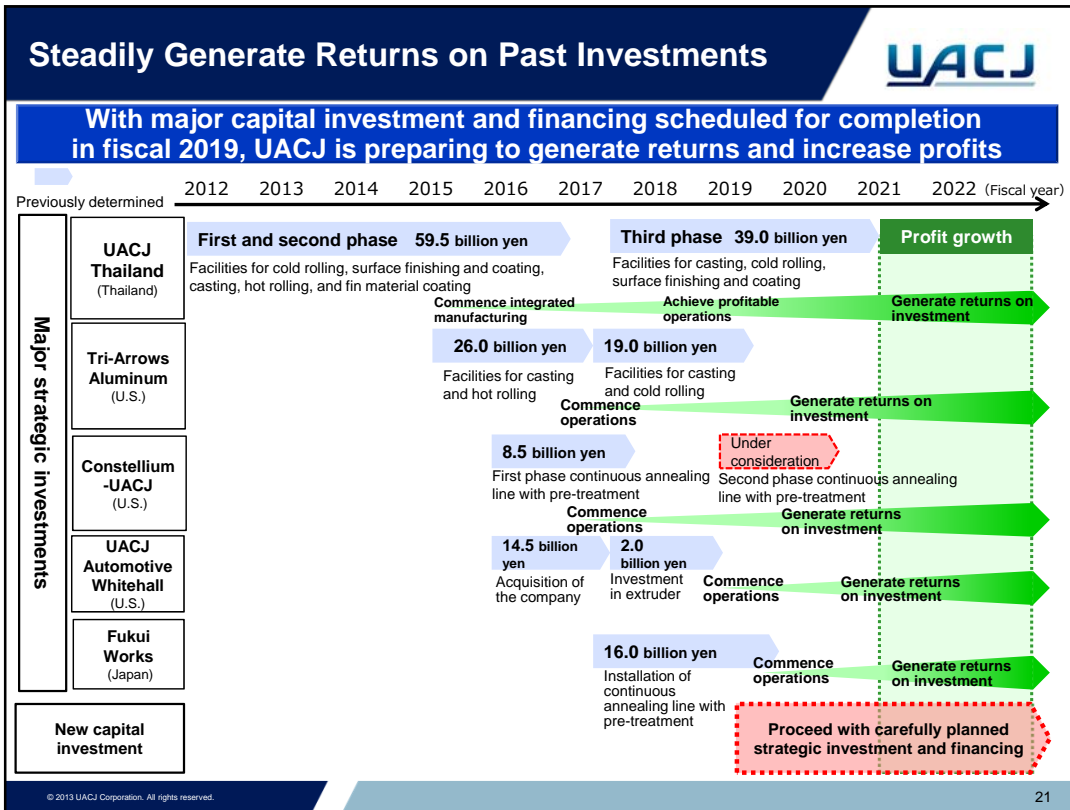 Steadily Generate Returns on Past Investments
UACJ
With major capital investment and financing scheduled for completion
in fiscal 2019, UACJ is preparing to generate returns and increase profits
2012 2013 2014 2015 2016 2017 2018 2019 2020 2021 2022 (Fiscal year)
Previously determined
Major strategic investments
UACJ
Thailand
(Thailand)
First and second phase 59.5 billion yen
Facilities for cold rolling, surface finishing and coating,
casting, hot rolling, and fin material coating
Third phase 39.0 billion yen
Facilities for casting, cold rolling,
surface finishing and coating
Profit growth
Commence integrated
manufacturing
Achieve profitable
operations
Generate returns on
investment
Tri-Arrows
Aluminum
(U.S.)
26.0 billion yen
Facilities for casting
and hot rolling
19.0 billion yen
Facilities for casting
and cold rolling
Commence
operations
Generate returns on
investment
Constellium
-UACJ
(U.S.)
8.5 billion yen
First phase continuous annealing
line with pre-treatment
Under
consideration
Second phase continuous annealing
line with pre-treatment
Commence
operations
Generate returns
on investment
UACJ
Automotive
Whitehall
(U.S.)
14.5 billion
yen
Acquisition of
the company
2.0
billion yen
Investment
in extruder
Commence
operations
Generate returns
on investment
Fukui
Works
(Japan)
16.0 billion yen
Installation of
continuous
annealing line with
pre-treatment
Commence
operations
Generate returns
on investment
New capital
investment
Proceed with carefully planned
strategic investment and financing
© 2013 UACJ Corporation. All rights reserved.
21